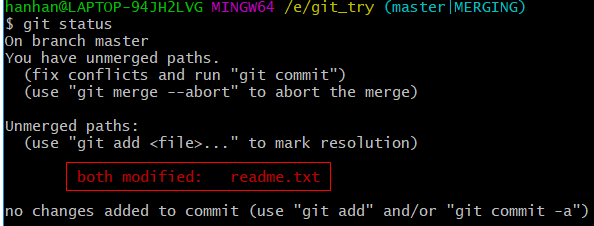 hanhan@LAPTOP-94JH2LVG MINGW64 /e/git_try (master|MERGING)
$ git status
On branch master
You have unmerged paths.
  (fix conflicts and run "git commit")
  (use "git merge --abort" to abort the merge)

Unmerged paths:
  (use "git add <file>..." to mark resolution)

        both modified:   readme.txt

no changes added to commit (use "git add" and/or "git commit -a")